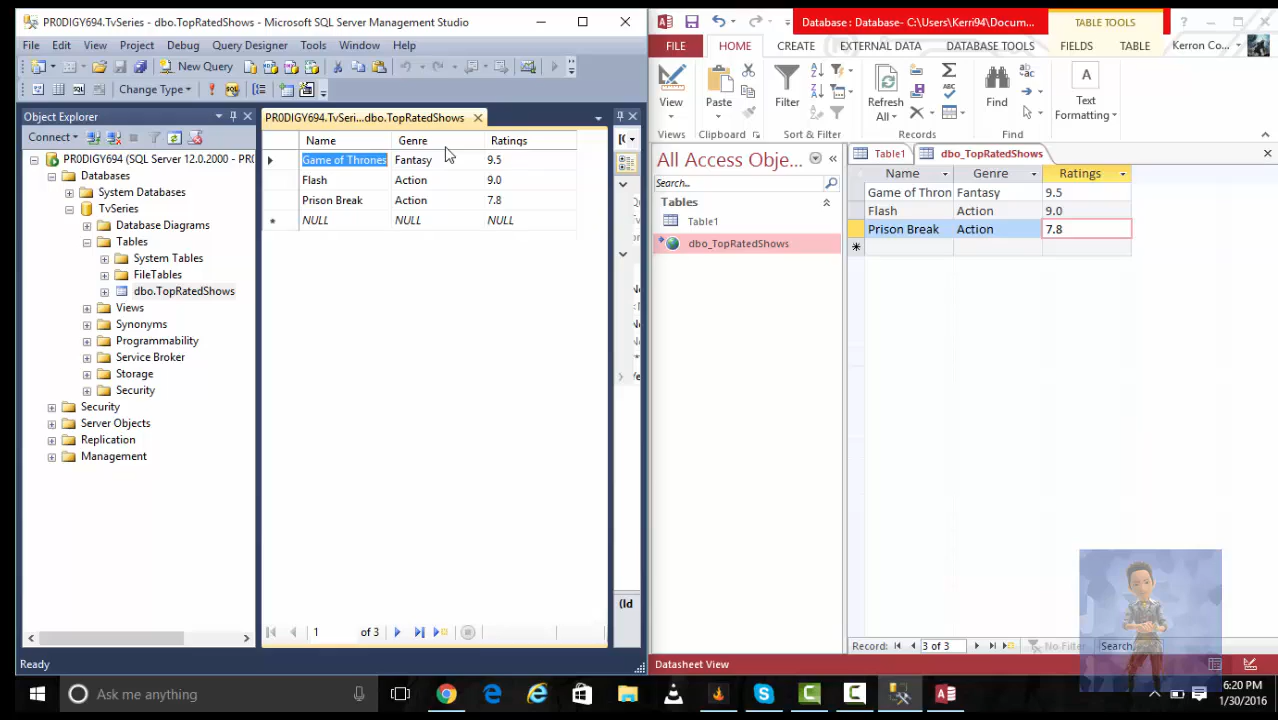 PR0DIGY694.TvSeries - dbo.TopRatedShows - Microsoft SQL Server Management Studio
File Edit View Project Debug Query Designer Tools Window Help
New Query
Change Type
Object Explorer
Connect
PR0DIGY694 (SQL Server 12.0.2000 - PR
Databases
System Databases
TvSeries
Database Diagrams
Tables
System Tables
FileTables
dbo.TopRatedShows
Views
Synonyms
Programmability
Service Broker
Storage
Security
Security
Server Objects
Replication
Management
PR0DIGY694.TvSeri...dbo.TopRatedShows
Name Genre Ratings
Game of Thrones Fantasy 9.5
Flash Action 9.0
Prison Break Action 7.8
NULL NULL NULL
1 of 3
(Id
Ready
Database : Database- C:\Users\Kerri94\Docum...
TABLE TOOLS
Kerron Co...
FILE HOME CREATE EXTERNAL DATA DATABASE TOOLS FIELDS TABLE
View
Paste
Filter
Refresh All
Find
Text Formatting
Views Clipboard Sort & Filter Records Find
All Access Obje...
Search...
Tables
Table1
dbo_TopRatedShows
Table1 dbo_TopRatedShows
Name Genre Ratings
Game of Thron Fantasy 9.5
Flash Action 9.0
Prison Break Action 7.8
Record: 3 of 3 No Filter Search
Datasheet View
Ask me anything
6:20 PM
1/30/2016